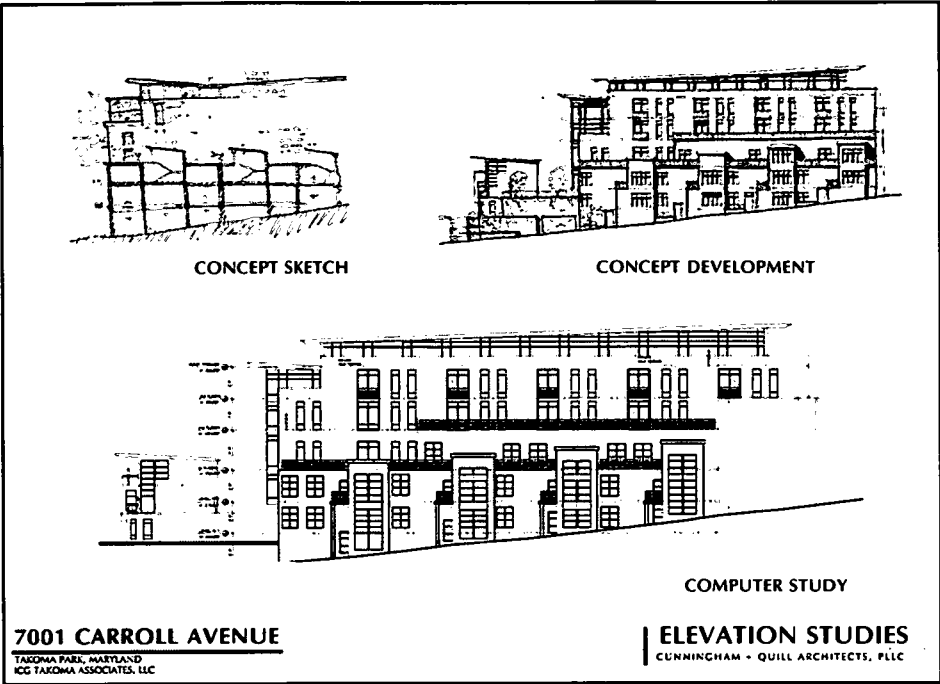 CONCEPT SKETCH
CONCEPT DEVELOPMENT
COMPUTER STUDY
7001 CARROLL AVENUE
TAKOMA PARK, MARYLAND
ICG TAKOMA ASSOCIATES, LLC
ELEVATION STUDIES
CUNNINGHAM + QUILL ARCHITECTS, PLLC